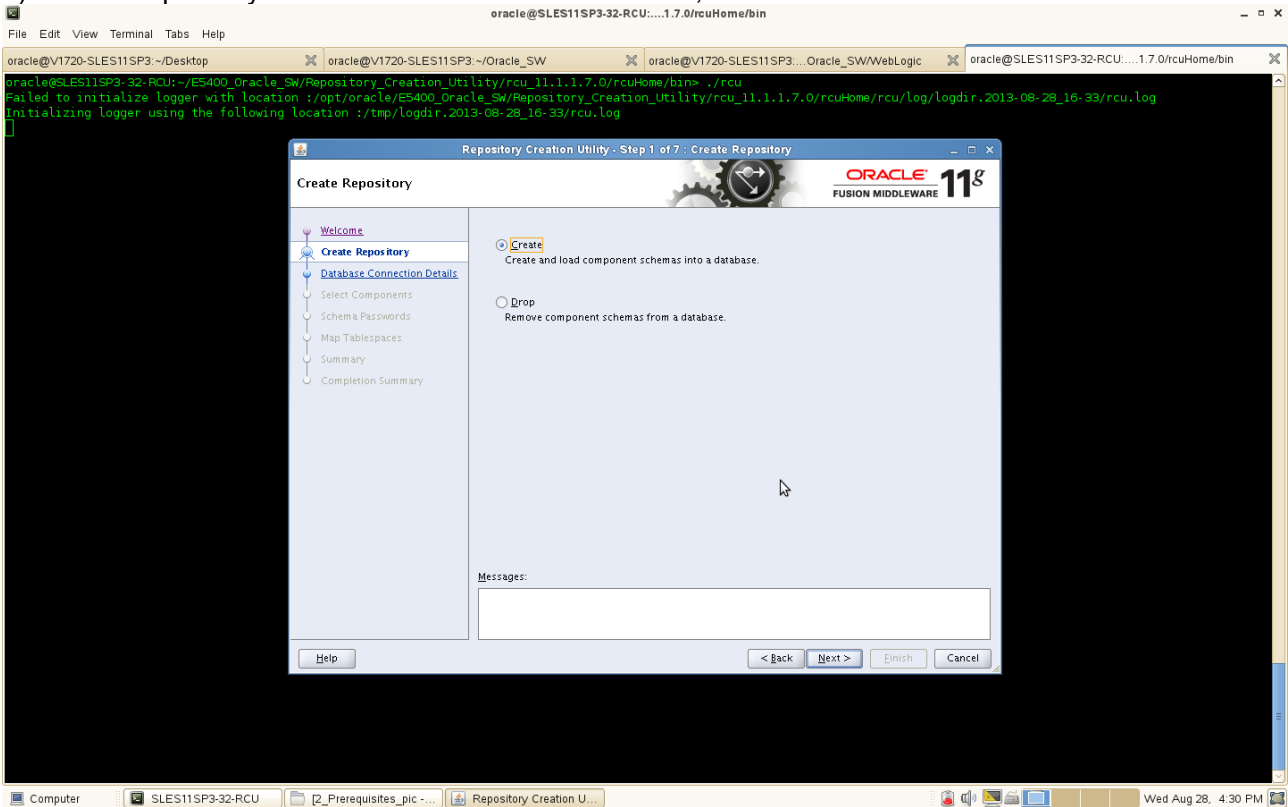 oracle@SLES11SP3-32-RCU:....1.7.0/rcuHome/bin
File Edit View Terminal Tabs Help
oracle@V1720-SLES11SP3:~/Desktop
oracle@V1720-SLES11SP3:~/Oracle_SW
oracle@V1720-SLES11SP3:...Oracle_SW/WebLogic
oracle@SLES11SP3-32-RCU:....1.7.0/rcuHome/bin
oracle@SLES11SP3-32-RCU:~/E5400_Oracle_SW/Repository_Creation_Utility/rcu_11.1.1.7.0/rcuHome/bin> ./rcu
Failed to initialize logger with location :/opt/oracle/E5400_Oracle_SW/Repository_Creation_Utility/rcu_11.1.1.7.0/rcuHome/rcu/log/logdir.2013-08-28_16-33/rcu.log
Initializing logger using the following location :/tmp/logdir.2013-08-28_16-33/rcu.log
Repository Creation Utility - Step 1 of 7 : Create Repository
Create Repository
ORACLE
FUSION MIDDLEWARE
11g
Welcome
Create Repository
Database Connection Details
Select Components
Schema Passwords
Map Tablespaces
Summary
Completion Summary
Create
Create and load component schemas into a database.
Drop
Remove component schemas from a database.
Messages:
Help
< Back
Next >
Finish
Cancel
Computer
SLES11SP3-32-RCU
[2_Prerequisites_pic -...
Repository Creation U...
Wed Aug 28, 4:30 PM